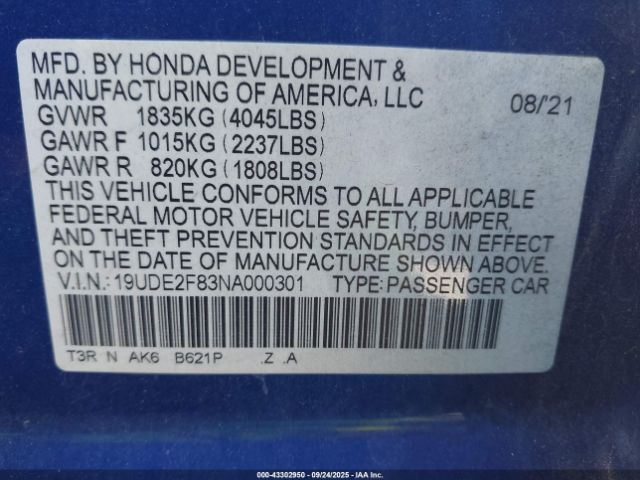 MFD. BY HONDA DEVELOPMENT &
MANUFACTURING OF AMERICA, LLC 08/'21
GVWR 1835KG (4045LBS)
GAWR F 1015KG (2237LBS)
GAWR R 820KG (1808LBS)
THIS VEHICLE CONFORMS TO ALL APPLICABLE
FEDERAL MOTOR VEHICLE SAFETY, BUMPER,
AND THEFT PREVENTION STANDARDS IN EFFECT
ON THE DATE OF MANUFACTURE SHOWN ABOVE.
V.I.N.: 19UDE2F83NA000301 TYPE: PASSENGER CAR
T3R N AK6 B621P .Z .A
000-43302950 - 09/24/2025 - IAAI, Inc.